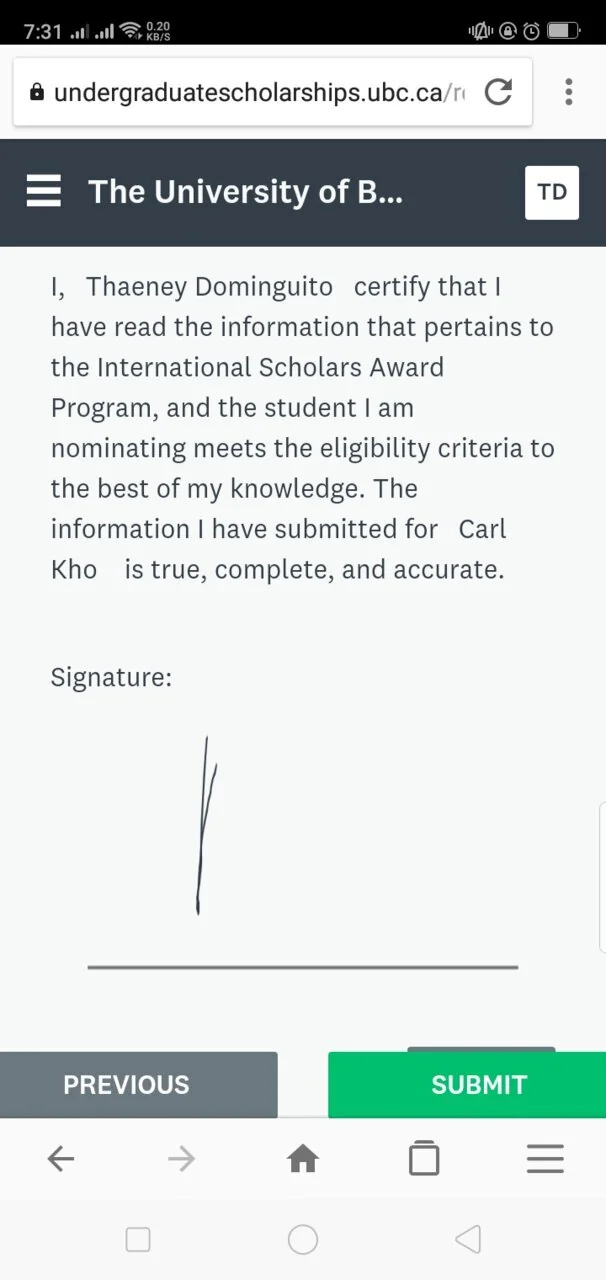 7:31 0.20 KB/S
undergraduatescholarships.ubc.ca/r
The University of B... TD
I, Thaeney Dominguito certify that I
have read the information that pertains to
the International Scholars Award
Program, and the student I am
nominating meets the eligibility criteria to
the best of my knowledge. The
information I have submitted for Carl
Kho is true, complete, and accurate.
Signature:
PREVIOUS SUBMIT